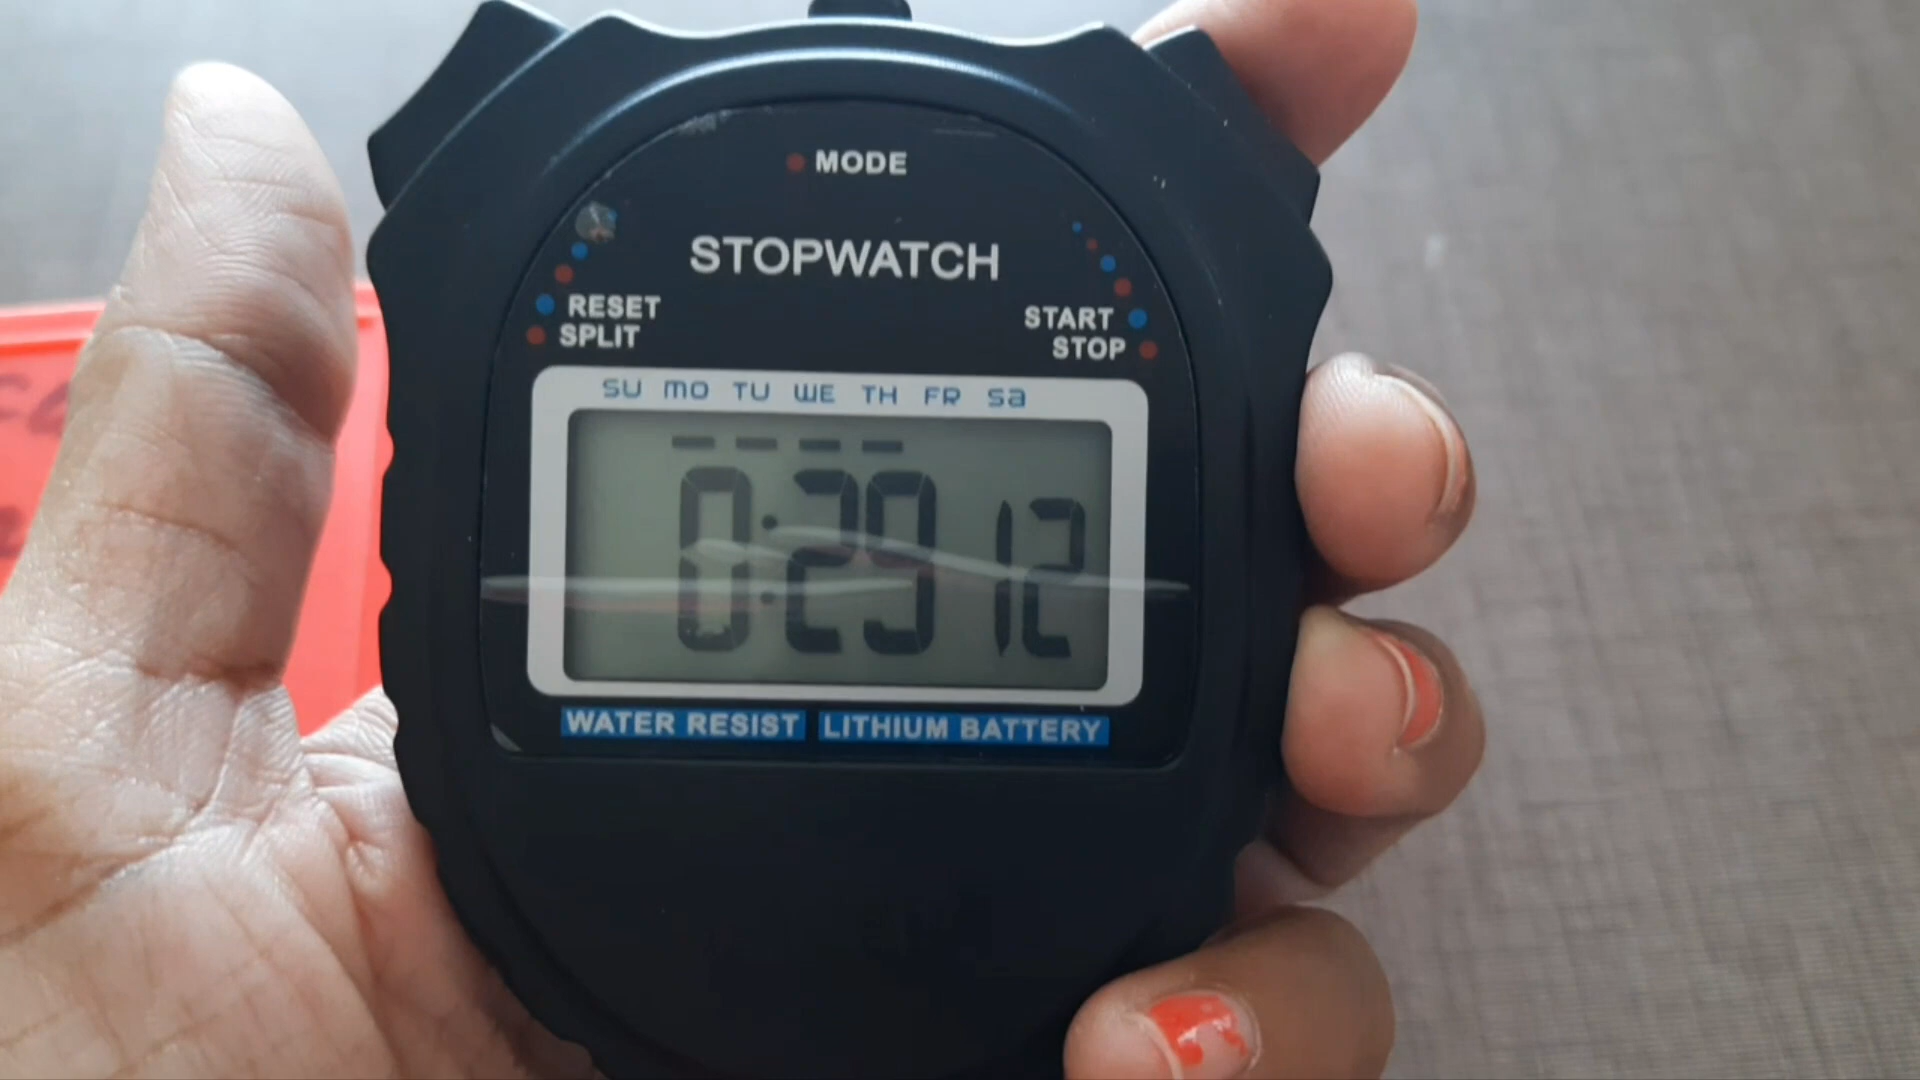 MODE
STOPWATCH
RESET
SPLIT
START
STOP
SU MO TU WE TH FR Sa
0:29 12
WATER RESIST LITHIUM BATTERY